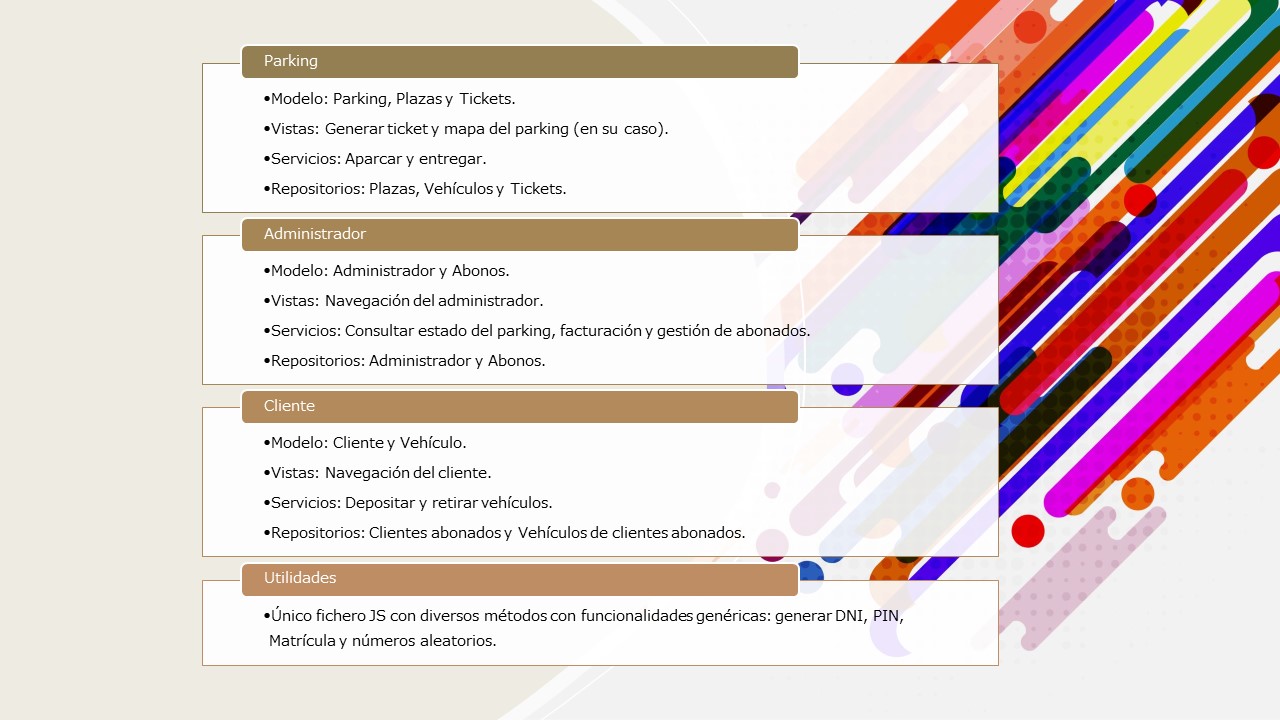 Parking
•Modelo: Parking, Plazas y Tickets.
•Vistas: Generar ticket y mapa del parking (en su caso).
•Servicios: Aparcar y entregar.
•Repositorios: Plazas, Vehículos y Tickets.
Administrador
•Modelo: Administrador y Abonos.
•Vistas: Navegación del administrador.
•Servicios: Consultar estado del parking, facturación y gestión de abonados.
•Repositorios: Administrador y Abonos.
Cliente
•Modelo: Cliente y Vehículo.
•Vistas: Navegación del cliente.
•Servicios: Depositar y retirar vehículos.
•Repositorios: Clientes abonados y Vehículos de clientes abonados.
Utilidades
•Único fichero JS con diversos métodos con funcionalidades genéricas: generar DNI, PIN,
Matrícula y números aleatorios.